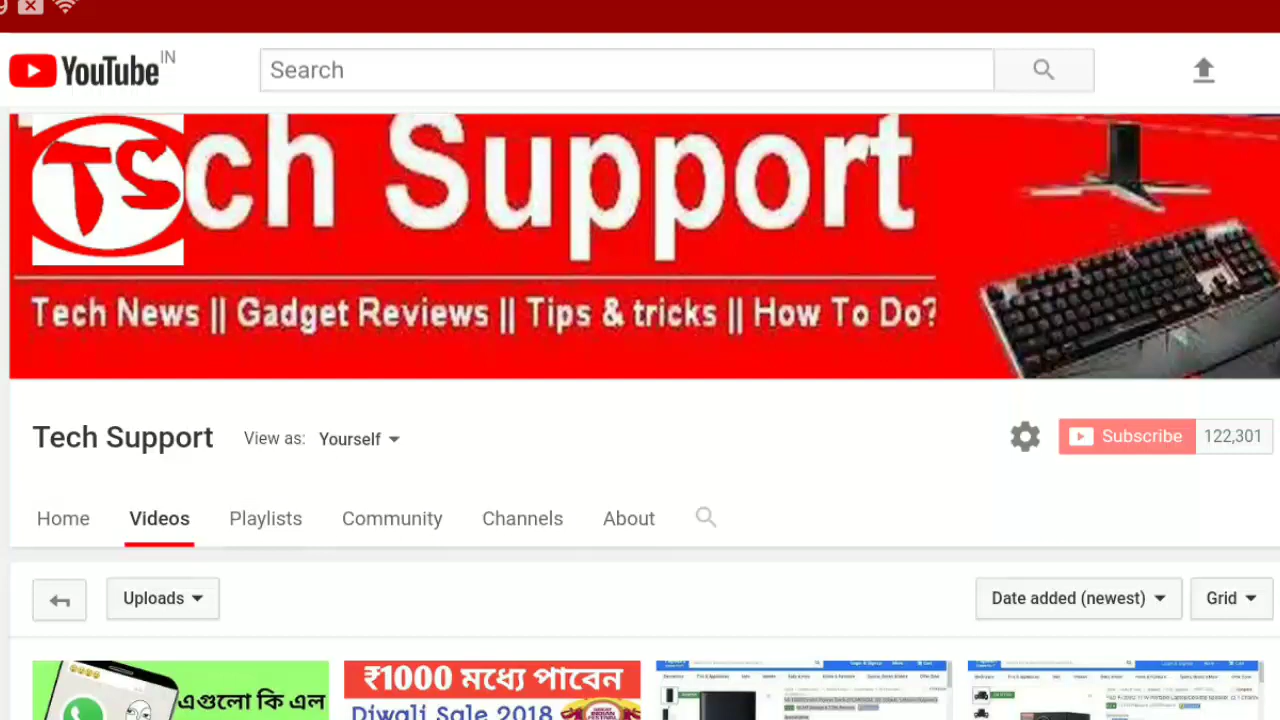 YouTube IN
Search
TS
ch Support
Tech News || Gadget Reviews || Tips & tricks || How To Do?
Tech Support View as: Yourself
Subscribe 122,301
Home Videos Playlists Community Channels About
Uploads Date added (newest) Grid
এগুলো কি এল
₹1000 মধ্যে পাবেন
Diwali Sale 2018